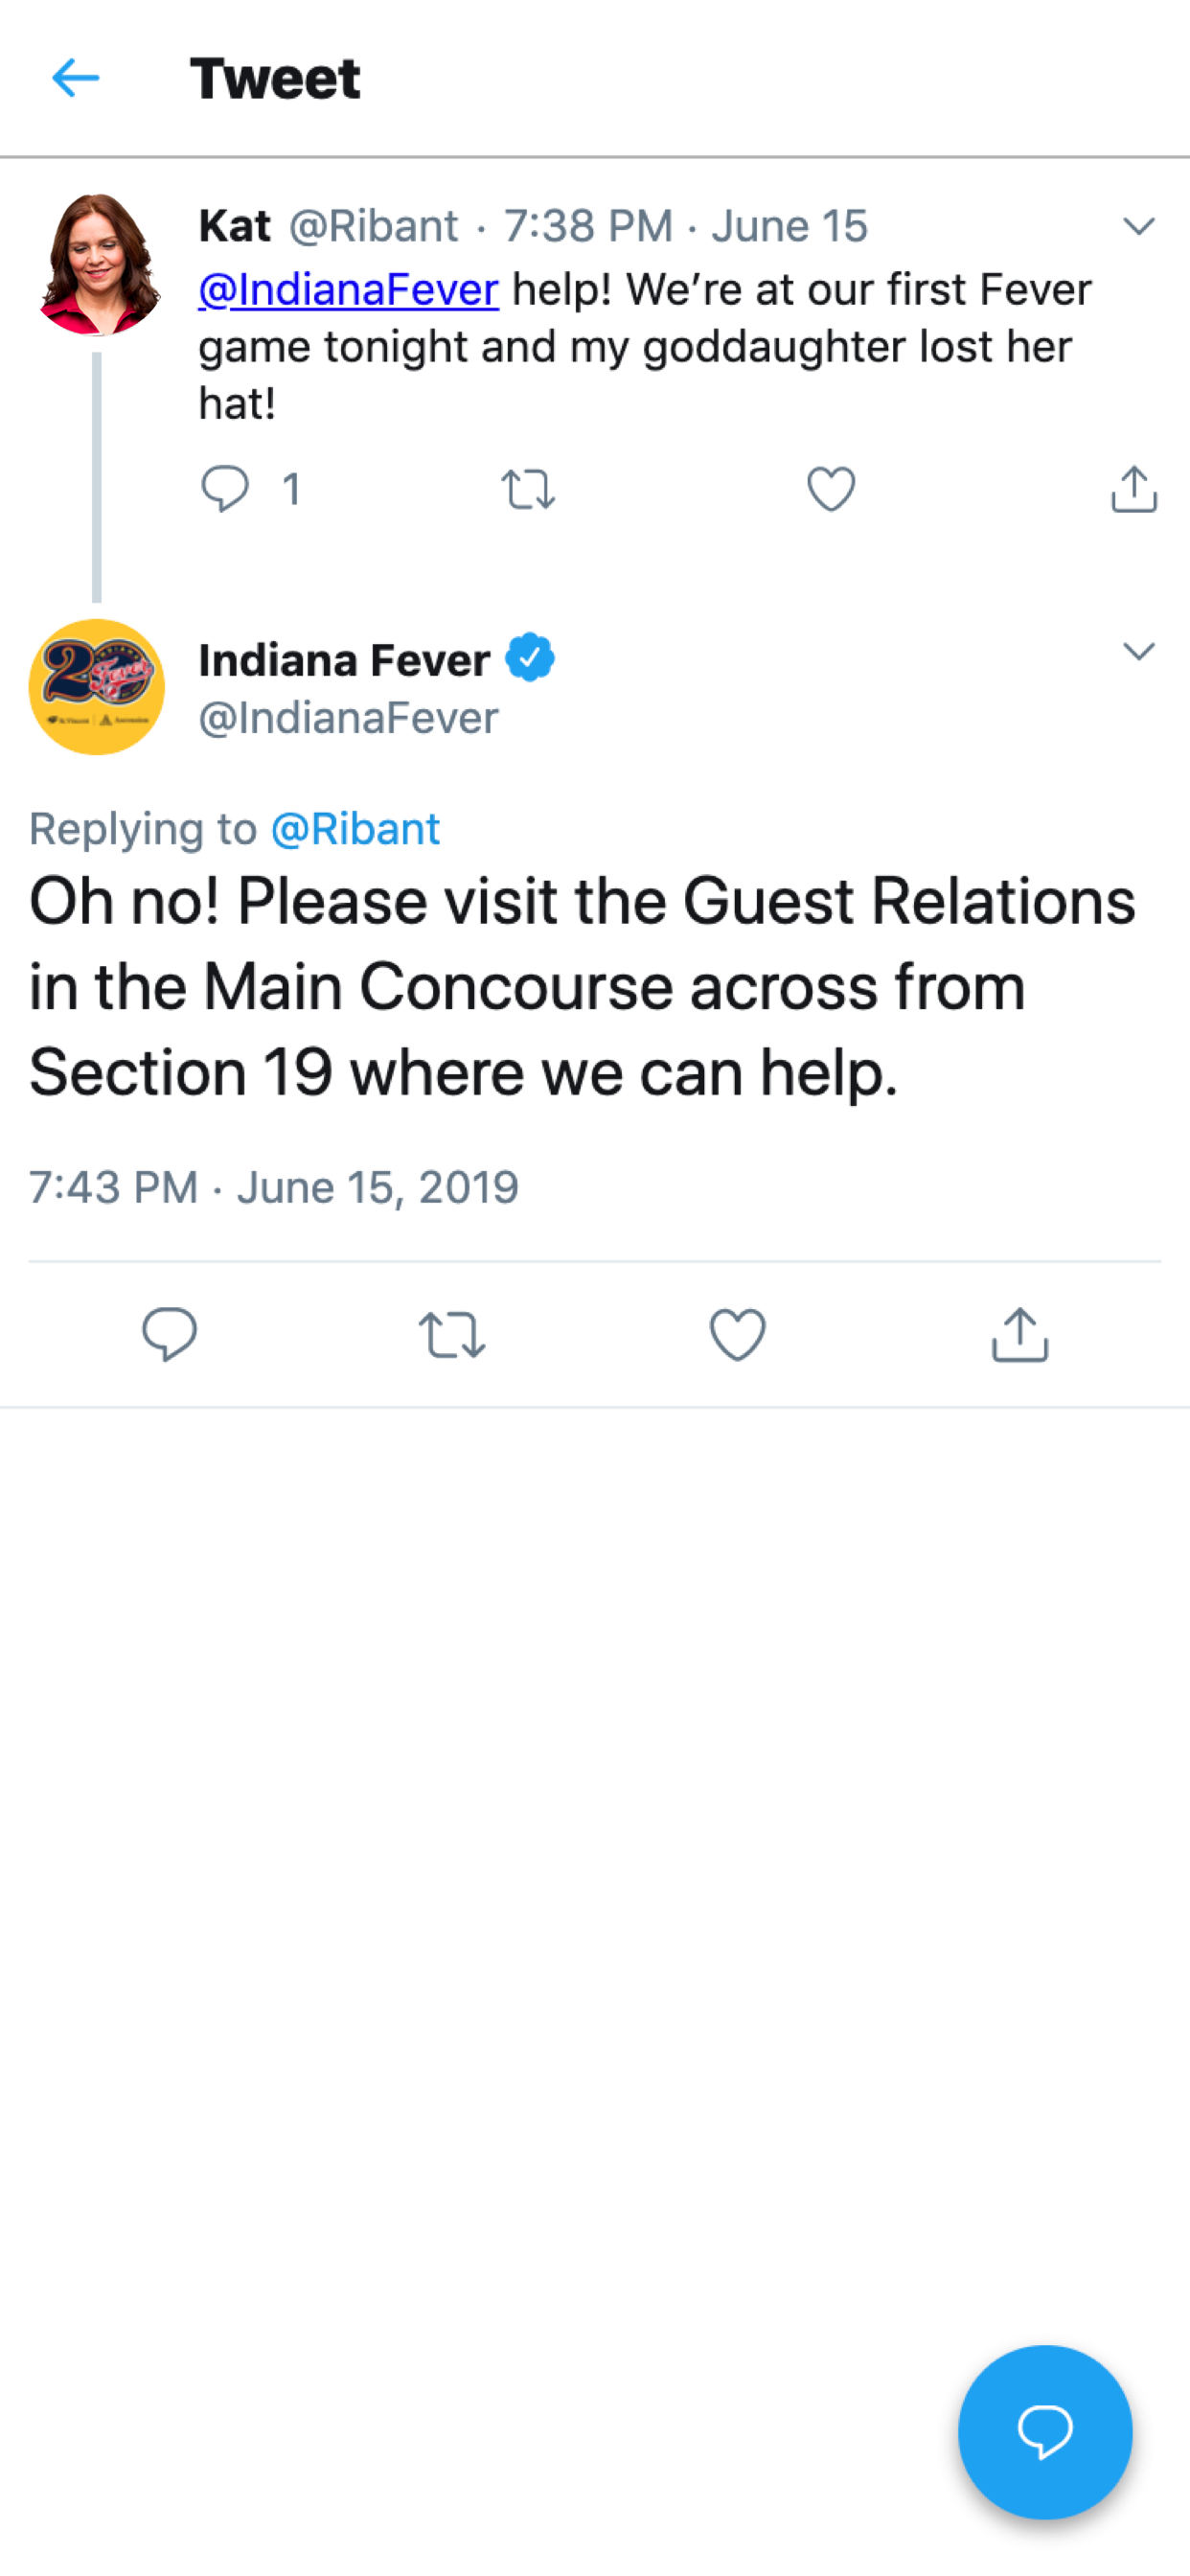 Tweet
Kat @Ribant · 7:38 PM · June 15
@IndianaFever help! We’re at our first Fever
game tonight and my goddaughter lost her
hat!
1
20
Fever
Indiana Fever
@IndianaFever
Replying to @Ribant
Oh no! Please visit the Guest Relations
in the Main Concourse across from
Section 19 where we can help.
7:43 PM · June 15, 2019